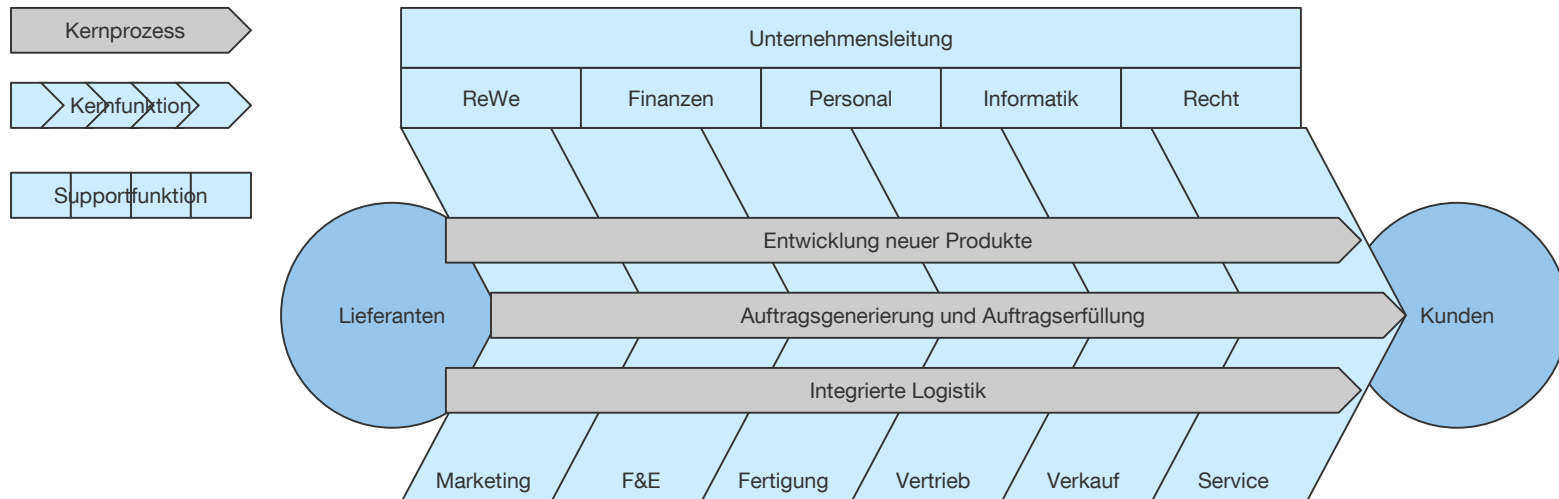 Kernprozess
Kernfunktion
Supportfunktion
Unternehmensleitung
ReWe
Finanzen
Personal
Informatik
Recht
Entwicklung neuer Produkte
Lieferanten
Auftragsgenerierung und Auftragserfüllung
Kunden
Integrierte Logistik
Marketing
F&E
Fertigung
Vertrieb
Verkauf
Service